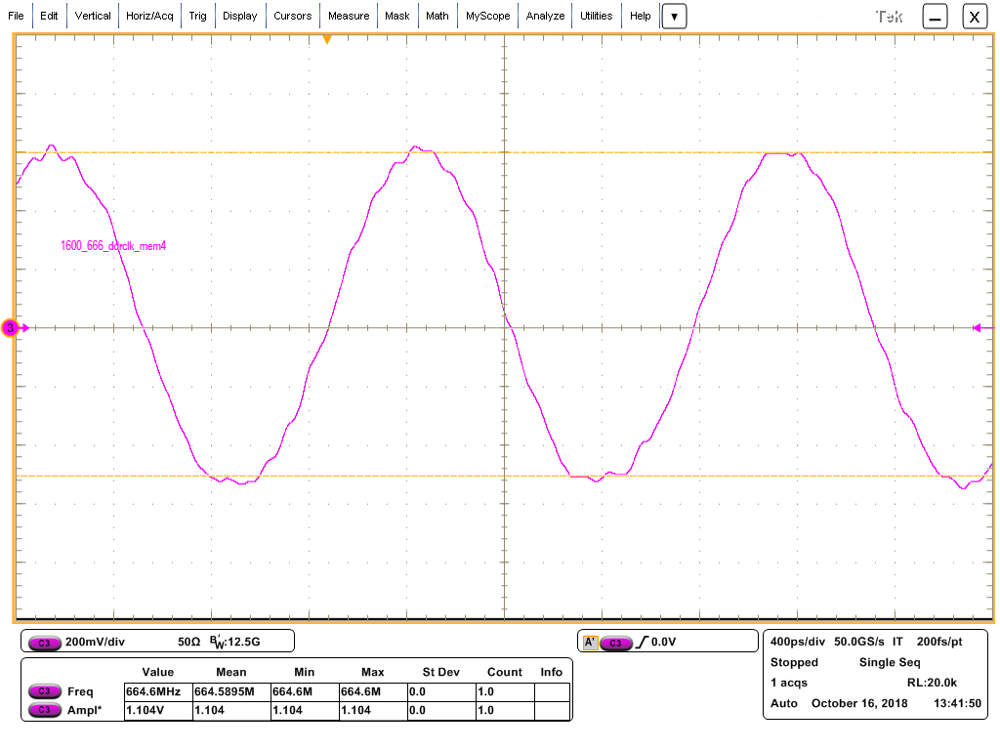 File Edit Vertical Horiz/Acq Trig Display Cursors Measure Mask Math MyScope Analyze Utilities Help ▼ Tek X
1600_666_ddrclk_mem4
3
C3 200mV/div 50Ω BW:12.5G
A' C3 0.0V
400ps/div 50.0GS/s IT 200fs/pt
Stopped Single Seq
1 acqs RL:20.0k
Auto October 16, 2018 13:41:50
Value Mean Min Max St Dev Count Info
C3 Freq 664.6MHz 664.5895M 664.6M 664.6M 0.0 1.0
C3 Ampl* 1.104V 1.104 1.104 1.104 0.0 1.0